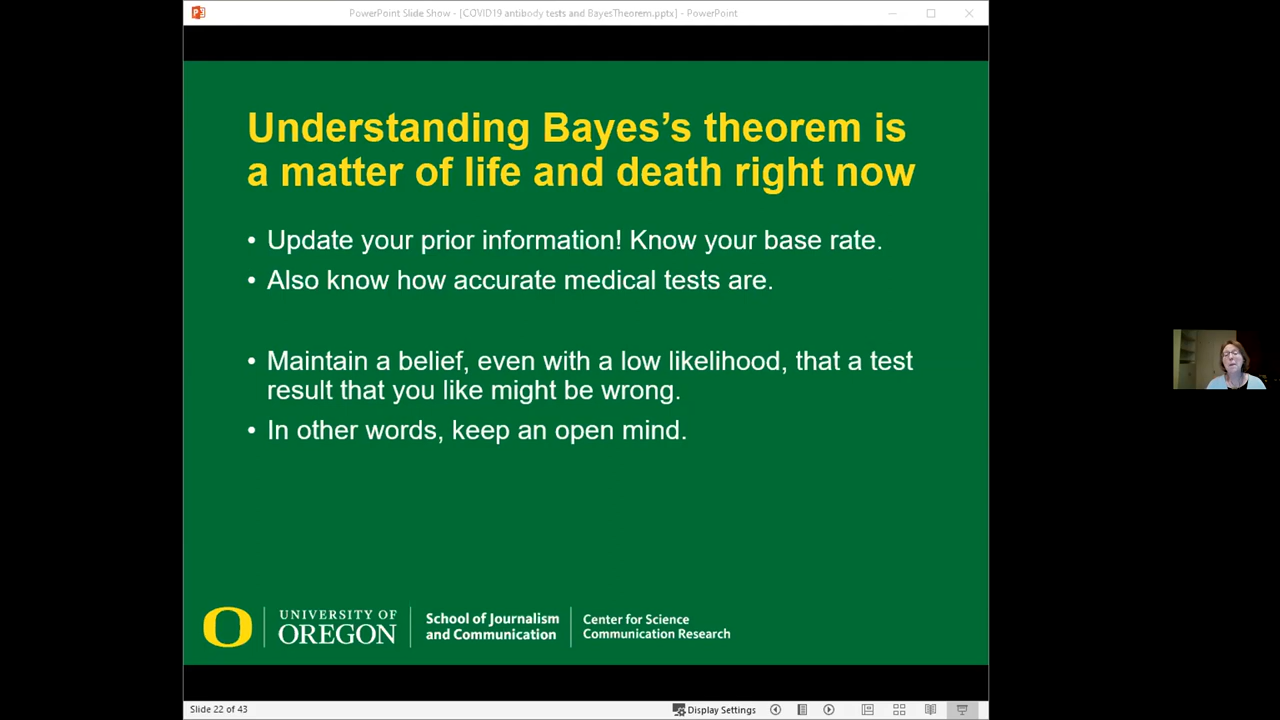 PowerPoint Slide Show - [COVID19 antibody tests and BayesTheorem.pptx] - PowerPoint
Understanding Bayes's theorem is
a matter of life and death right now
• Update your prior information! Know your base rate.
• Also know how accurate medical tests are.
• Maintain a belief, even with a low likelihood, that a test
result that you like might be wrong.
• In other words, keep an open mind.
UNIVERSITY OF
OREGON
School of Journalism
and Communication
Center for Science
Communication Research
Slide 22 of 43
Display Settings